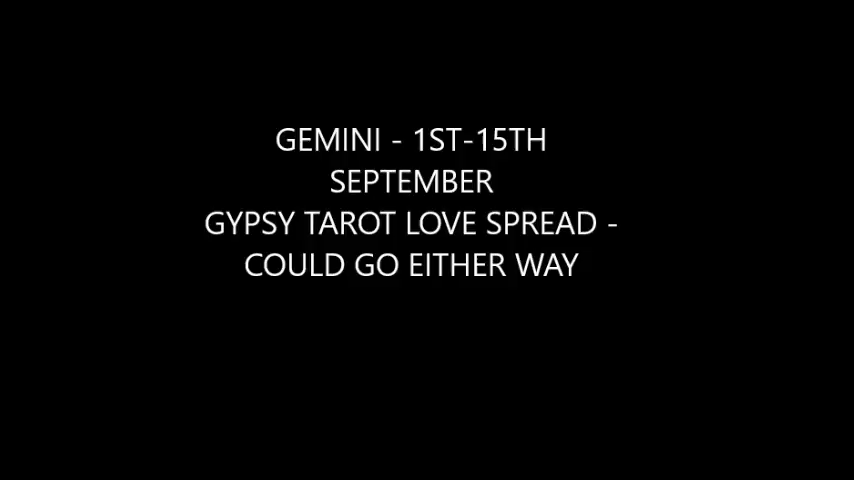 GEMINI - 1ST-15TH
SEPTEMBER
GYPSY TAROT LOVE SPREAD -
COULD GO EITHER WAY